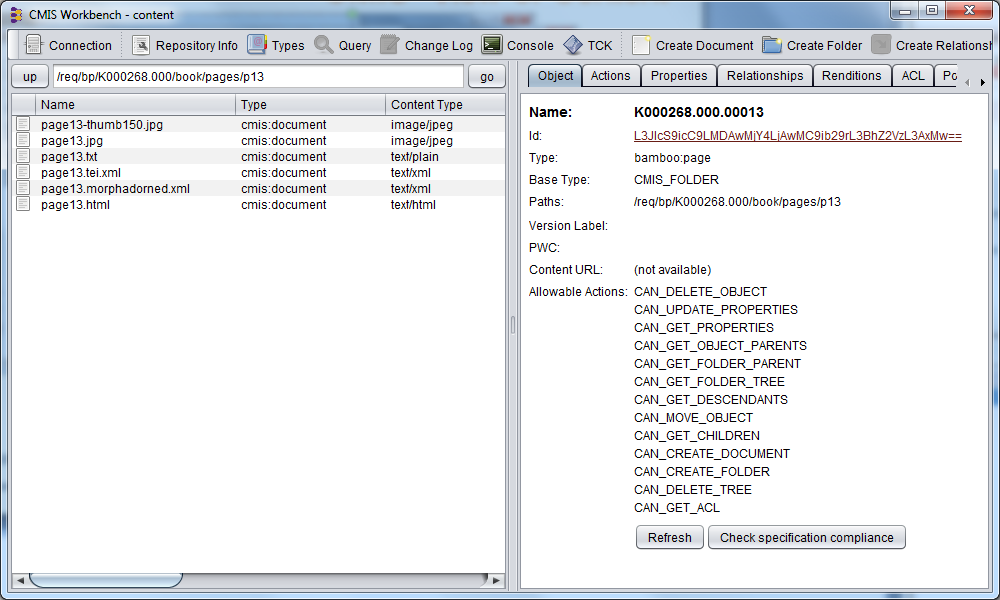 CMIS Workbench - content
Connection Repository Info Types Query Change Log Console TCK Create Document Create Folder Create Relationsh
up /req/bp/K000268.000/book/pages/p13 go
Name Type Content Type
page13-thumb150.jpg cmis:document image/jpeg
page13.jpg cmis:document image/jpeg
page13.txt cmis:document text/plain
page13.tei.xml cmis:document text/xml
page13.morphadorned.xml cmis:document text/xml
page13.html cmis:document text/html
Object Actions Properties Relationships Renditions ACL Po
Name: K000268.000.00013
Id: L3JlcS9icC9LMDAwMjY4LjAwMC9ib29rL3BhZ2VzL3AxMw==
Type: bamboo:page
Base Type: CMIS_FOLDER
Paths: /req/bp/K000268.000/book/pages/p13
Version Label:
PWC:
Content URL: (not available)
Allowable Actions: CAN_DELETE_OBJECT
CAN_UPDATE_PROPERTIES
CAN_GET_PROPERTIES
CAN_GET_OBJECT_PARENTS
CAN_GET_FOLDER_PARENT
CAN_GET_FOLDER_TREE
CAN_GET_DESCENDANTS
CAN_MOVE_OBJECT
CAN_GET_CHILDREN
CAN_CREATE_DOCUMENT
CAN_CREATE_FOLDER
CAN_DELETE_TREE
CAN_GET_ACL
Refresh Check specification compliance